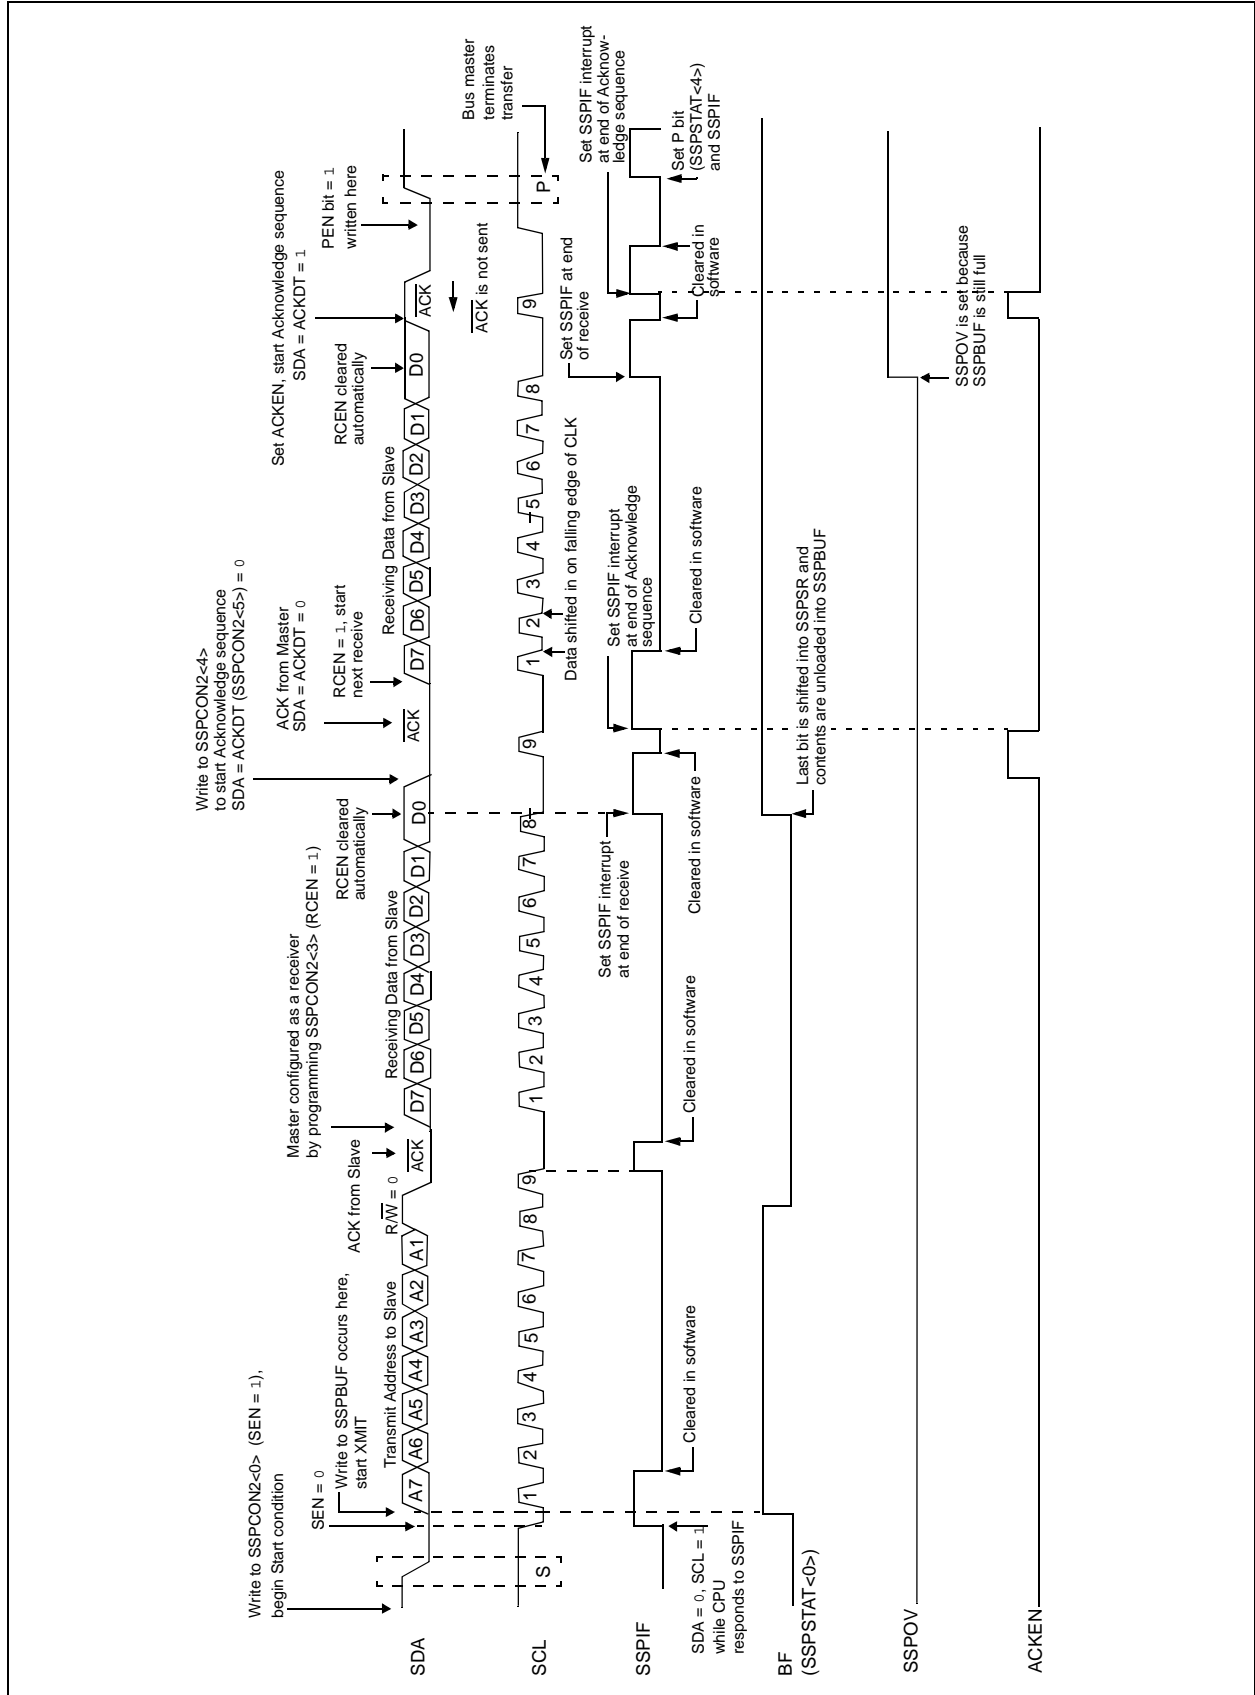 Write to SSPCON2<0> (SEN = 1),
begin Start condition
SEN = 0
Write to SSPBUF occurs here,
start XMIT
Transmit Address to Slave
R/W = 0
ACK from Slave
Master configured as a receiver
by programming SSPCON2<3> (RCEN = 1)
Receiving Data from Slave
RCEN cleared
automatically
Write to SSPCON2<4>
to start Acknowledge sequence
SDA = ACKDT (SSPCON2<5>) = 0
ACK from Master
SDA = ACKDT = 0
RCEN = 1, start
next receive
Receiving Data from Slave
RCEN cleared
automatically
Set ACKEN, start Acknowledge sequence
SDA = ACKDT = 1
PEN bit = 1
written here
SDA
A7 A6 A5 A4 A3 A2 A1 ACK D7 D6 D5 D4 D3 D2 D1 D0 ACK D7 D6 D5 D4 D3 D2 D1 D0 ACK
ACK is not sent
Bus master
terminates
transfer
SCL
S 1 2 3 4 5 6 7 8 9 1 2 3 4 5 6 7 8 9 1 2 3 4 5 6 7 8 9 P
Data shifted in on falling edge of CLK
SSPIF
SDA = 0, SCL = 1
while CPU
responds to SSPIF
Cleared in software
Cleared in software
Set SSPIF interrupt
at end of receive
Cleared in software
Set SSPIF interrupt
at end of Acknowledge
sequence
Cleared in software
Set SSPIF at end
of receive
Cleared in
software
Set SSPIF interrupt
at end of Acknow-
ledge sequence
Set P bit
(SSPSTAT<4>)
and SSPIF
BF
(SSPSTAT<0>)
Last bit is shifted into SSPSR and
contents are unloaded into SSPBUF
SSPOV
SSPOV is set because
SSPBUF is still full
ACKEN